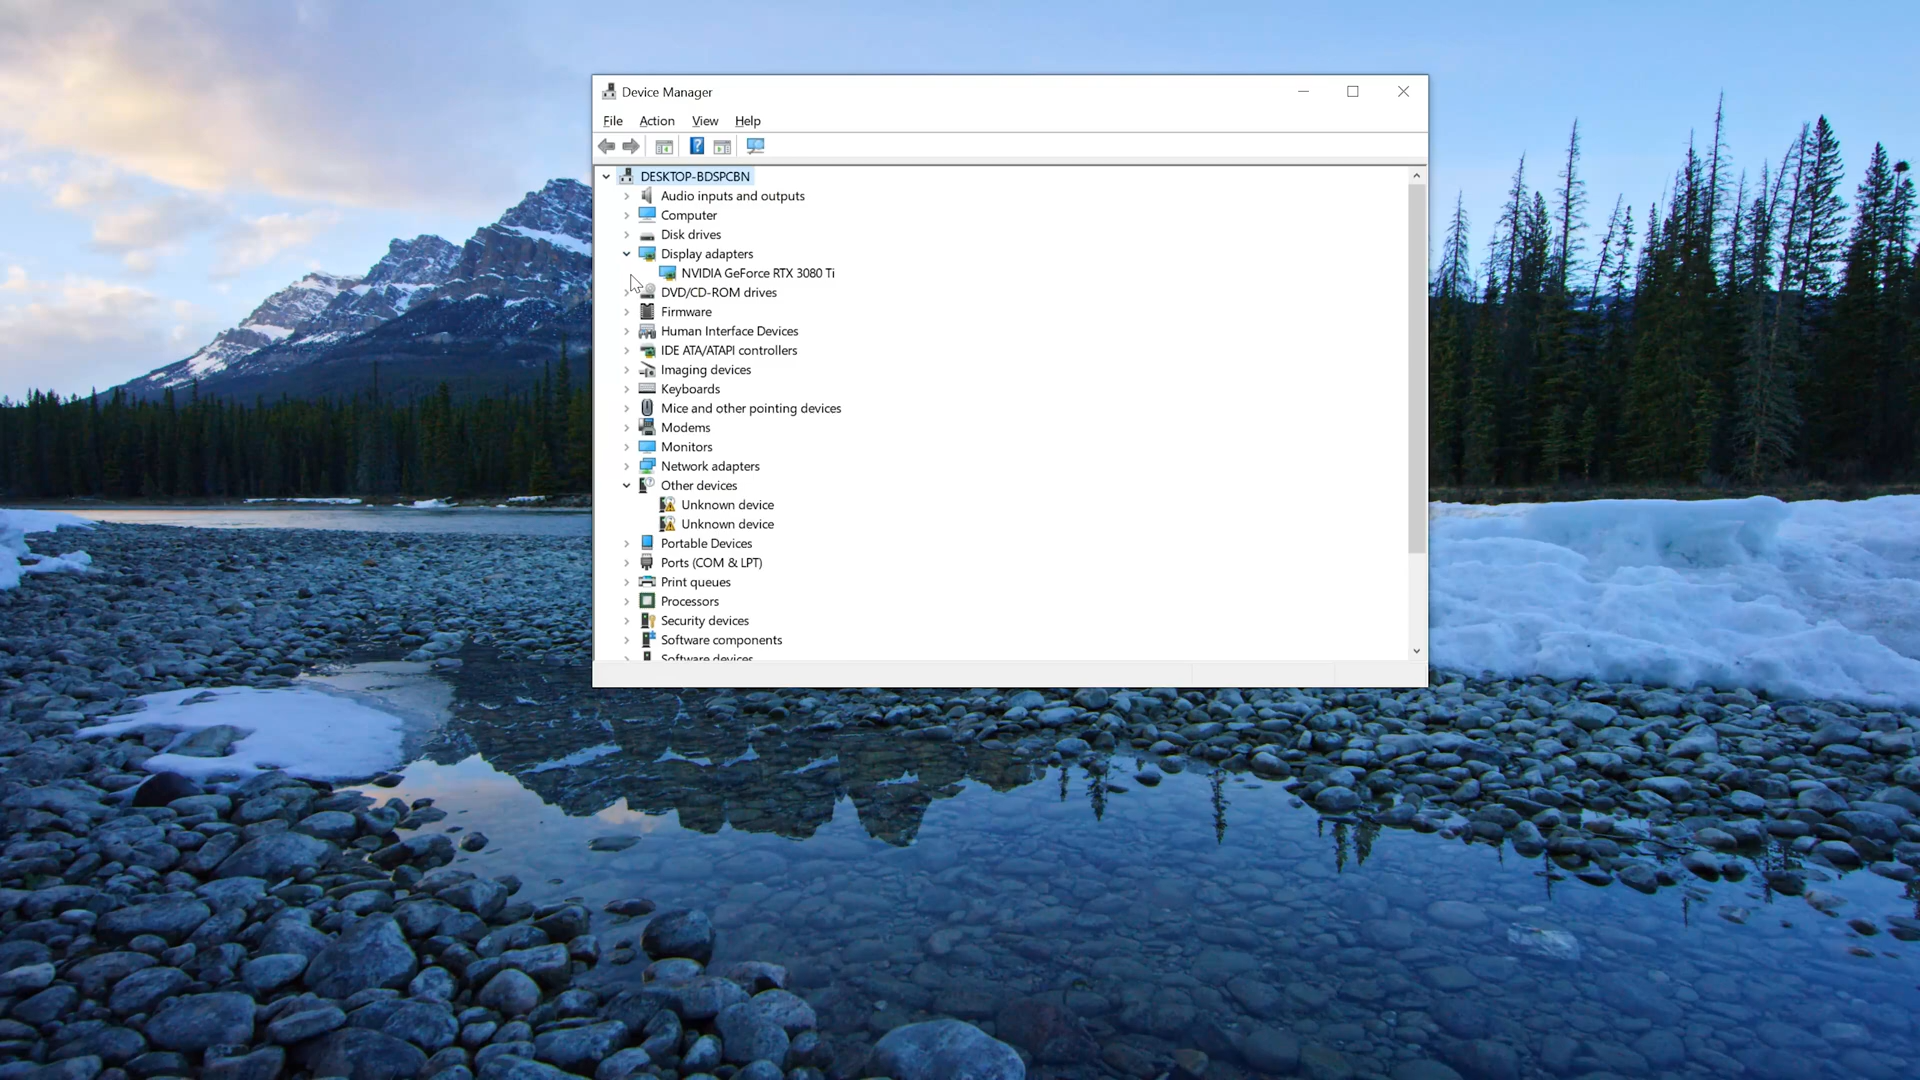 Device Manager
File Action View Help
DESKTOP-BDSPCBN
Audio inputs and outputs
Computer
Disk drives
Display adapters
NVIDIA GeForce RTX 3080 Ti
DVD/CD-ROM drives
Firmware
Human Interface Devices
IDE ATA/ATAPI controllers
Imaging devices
Keyboards
Mice and other pointing devices
Modems
Monitors
Network adapters
Other devices
Unknown device
Unknown device
Portable Devices
Ports (COM & LPT)
Print queues
Processors
Security devices
Software components
Software devices